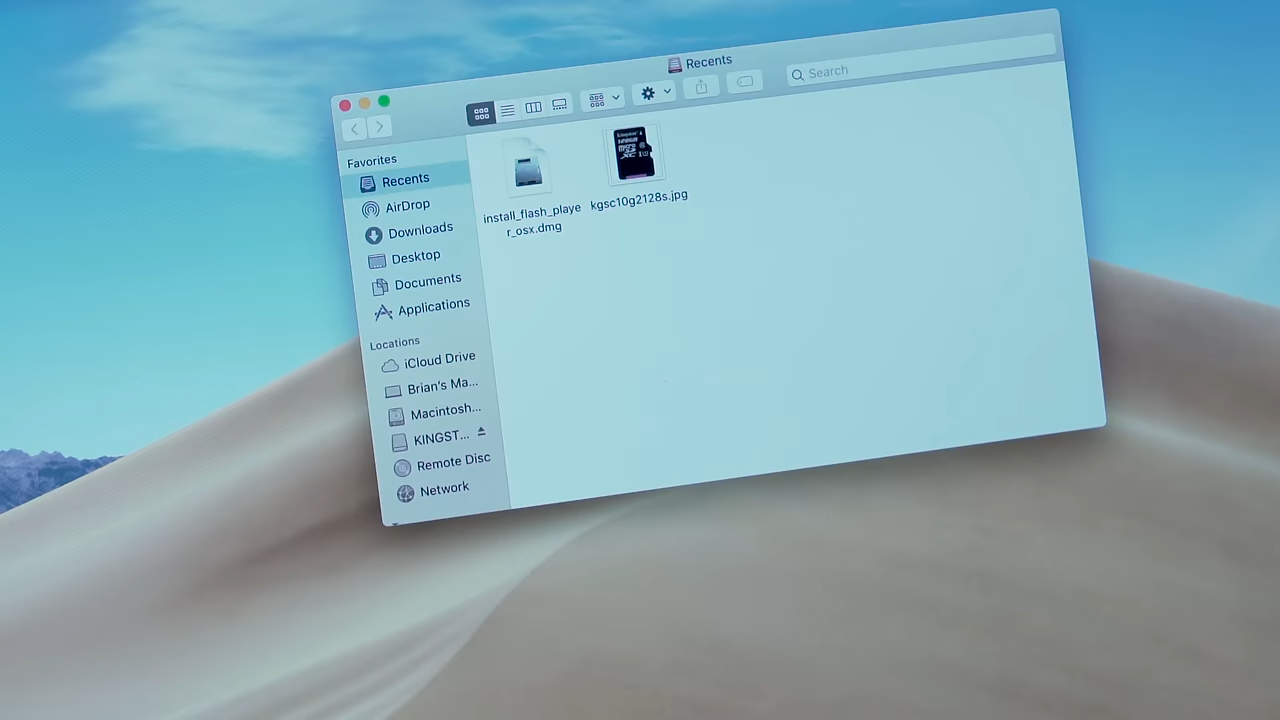 Recents
Search
Favorites
Recents
AirDrop
Downloads
Desktop
Documents
Applications
Locations
iCloud Drive
Brian's Ma...
Macintosh...
KINGST...
Remote Disc
Network
install_flash_playe
r_osx.dmg
kgsc10g2128s.jpg